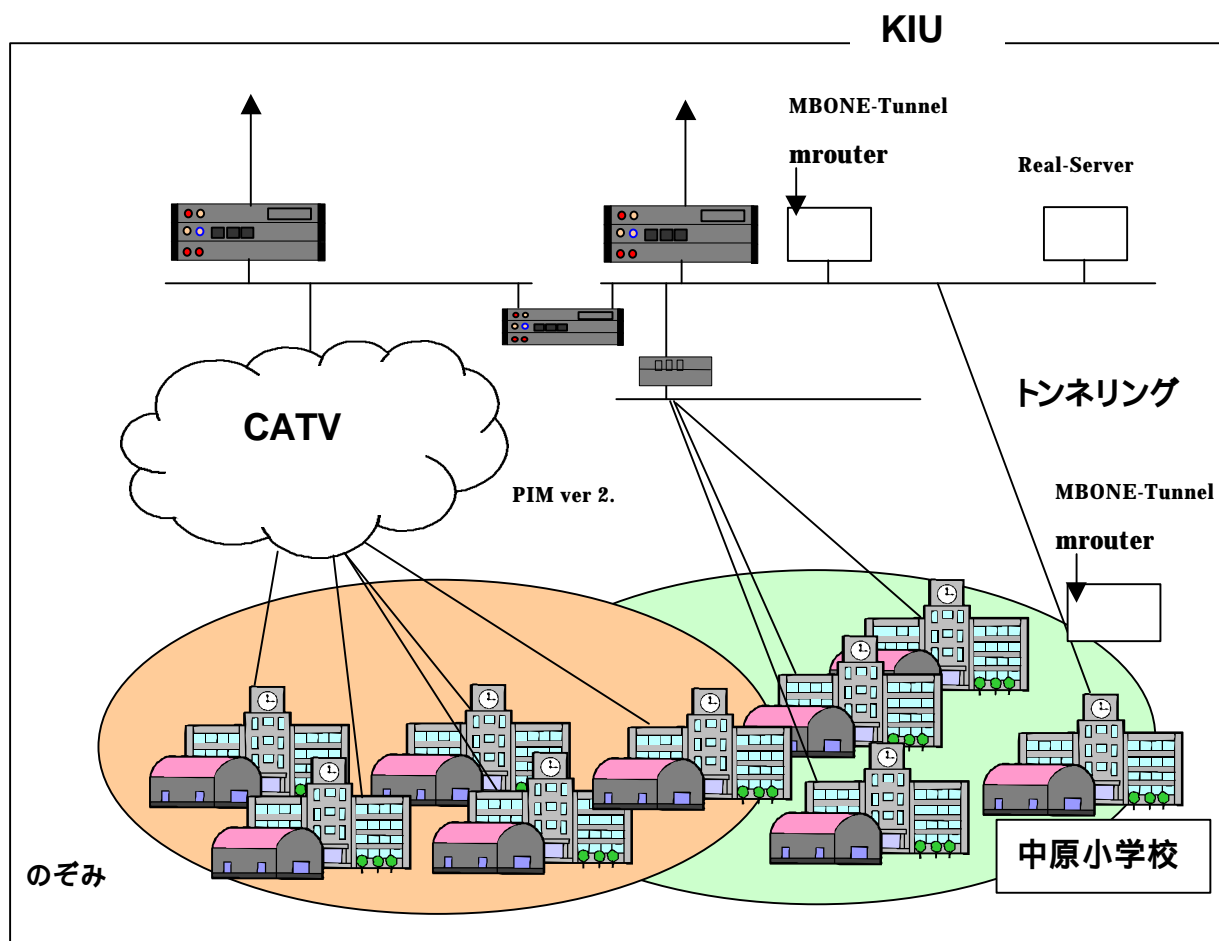 KIU
MBONE-Tunnel
mrouter
Real-Server
CATV
トンネリング
PIM ver 2.
MBONE-Tunnel
mrouter
のぞみ
中原小学校